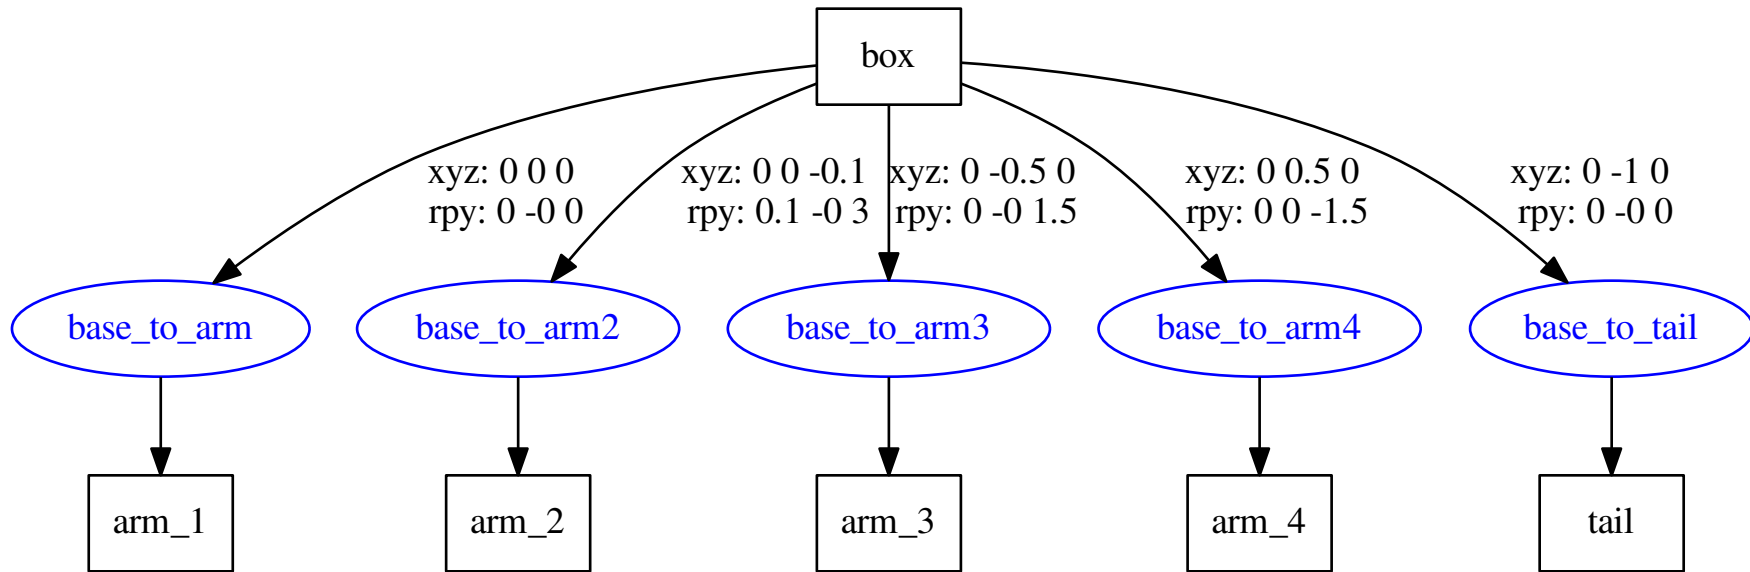 box
xyz: 0 0 0
rpy: 0 -0 0
xyz: 0 0 -0.1
rpy: 0.1 -0 3
xyz: 0 -0.5 0
rpy: 0 -0 1.5
xyz: 0 0.5 0
rpy: 0 0 -1.5
xyz: 0 -1 0
rpy: 0 -0 0
base_to_arm
base_to_arm2
base_to_arm3
base_to_arm4
base_to_tail
arm_1
arm_2
arm_3
arm_4
tail